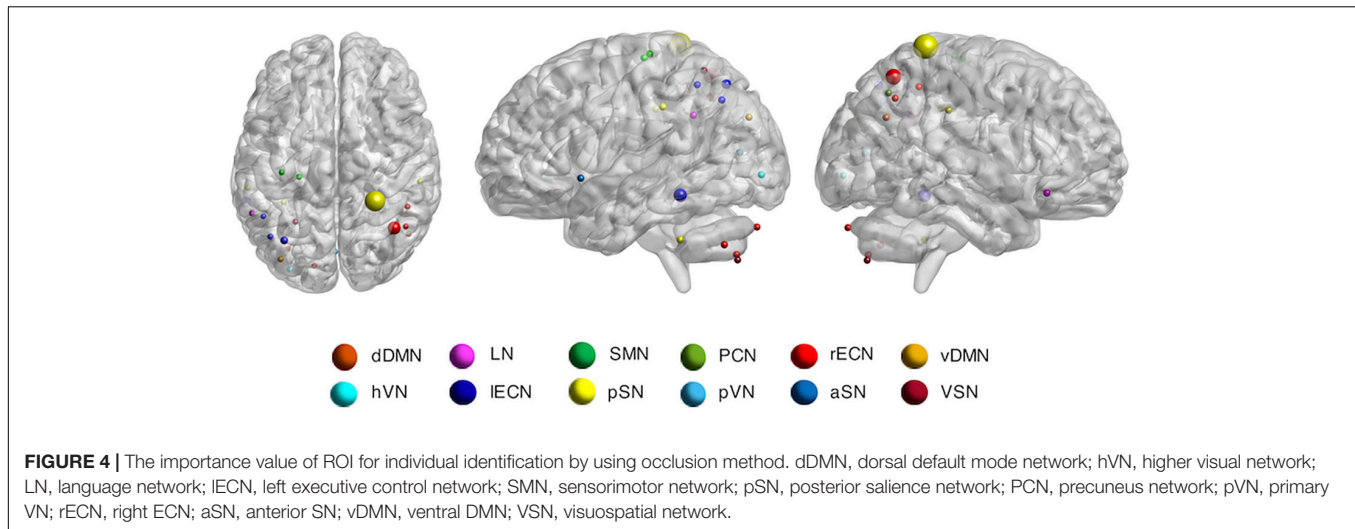 dDMN LN SMN PCN rECN vDMN
hVN lECN pSN pVN aSN VSN
FIGURE 4 | The importance value of ROI for individual identification by using occlusion method. dDMN, dorsal default mode network; hVN, higher visual network;
LN, language network; lECN, left executive control network; SMN, sensorimotor network; pSN, posterior salience network; PCN, precuneus network; pVN, primary
VN; rECN, right ECN; aSN, anterior SN; vDMN, ventral DMN; VSN, visuospatial network.